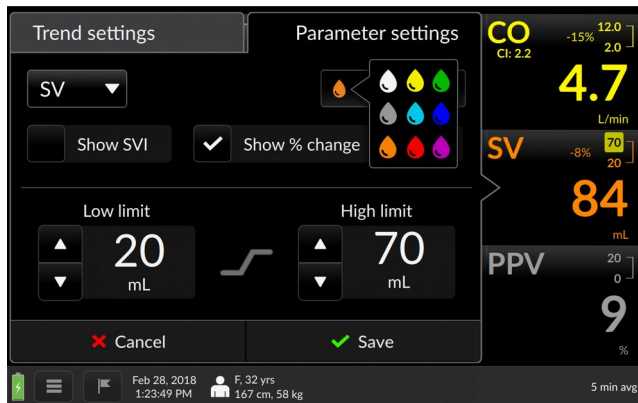 Trend settings
Parameter settings
SV
Show SVI
Show % change
Low limit
High limit
20
mL
70
mL
Cancel
Save
CO
CI: 2.2
-15%
12.0
2.0
4.7
L/min
SV
-8%
70
20
84
mL
PPV
20
0
9
%
Feb 28, 2018
1:23:49 PM
F, 32 yrs
167 cm, 58 kg
5 min avg